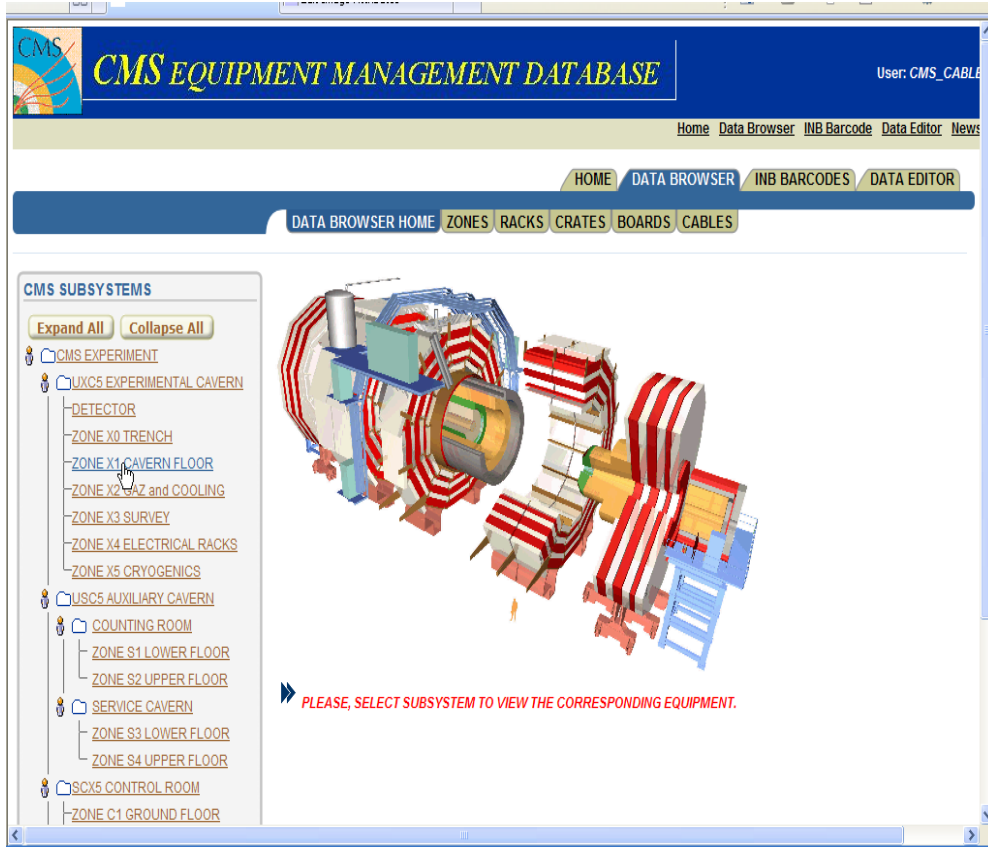 CMS
CMS EQUIPMENT MANAGEMENT DATABASE
User: CMS_CABLE
Home Data Browser INB Barcode Data Editor News
HOME DATA BROWSER INB BARCODES DATA EDITOR
DATA BROWSER HOME ZONES RACKS CRATES BOARDS CABLES
CMS SUBSYSTEMS
Expand All Collapse All
CMS EXPERIMENT
UXC5 EXPERIMENTAL CAVERN
DETECTOR
ZONE X0 TRENCH
ZONE X1 CAVERN FLOOR
ZONE X2 GAZ and COOLING
ZONE X3 SURVEY
ZONE X4 ELECTRICAL RACKS
ZONE X5 CRYOGENICS
USC5 AUXILIARY CAVERN
COUNTING ROOM
ZONE S1 LOWER FLOOR
ZONE S2 UPPER FLOOR
SERVICE CAVERN
ZONE S3 LOWER FLOOR
ZONE S4 UPPER FLOOR
SCX5 CONTROL ROOM
ZONE C1 GROUND FLOOR
PLEASE, SELECT SUBSYSTEM TO VIEW THE CORRESPONDING EQUIPMENT.